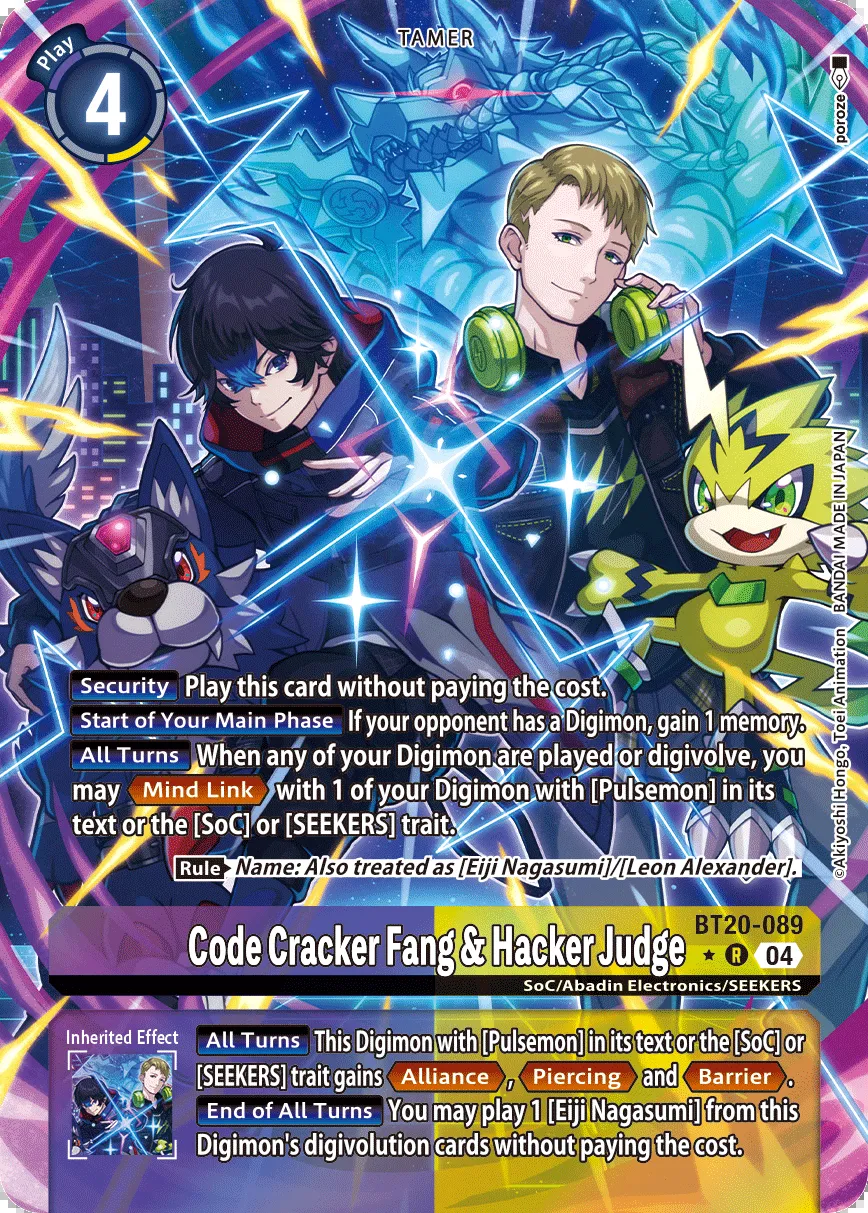 TAMER
Play
4
poroze
Security Play this card without paying the cost.
Start of Your Main Phase If your opponent has a Digimon, gain 1 memory.
All Turns When any of your Digimon are played or digivolve, you
may Mind Link with 1 of your Digimon with [Pulsemon] in its
text or the [SoC] or [SEEKERS] trait.
Rule Name: Also treated as [Eiji Nagasumi]/[Leon Alexander].
©Akiyoshi Hongo, Toei Animation BANDAI MADE IN JAPAN
BT20-089
Code Cracker Fang & Hacker Judge ★ R 04
SoC/Abadin Electronics/SEEKERS
Inherited Effect
All Turns This Digimon with [Pulsemon] in its text or the [SoC] or
[SEEKERS] trait gains Alliance, Piercing and Barrier.
End of All Turns You may play 1 [Eiji Nagasumi] from this
Digimon's digivolution cards without paying the cost.